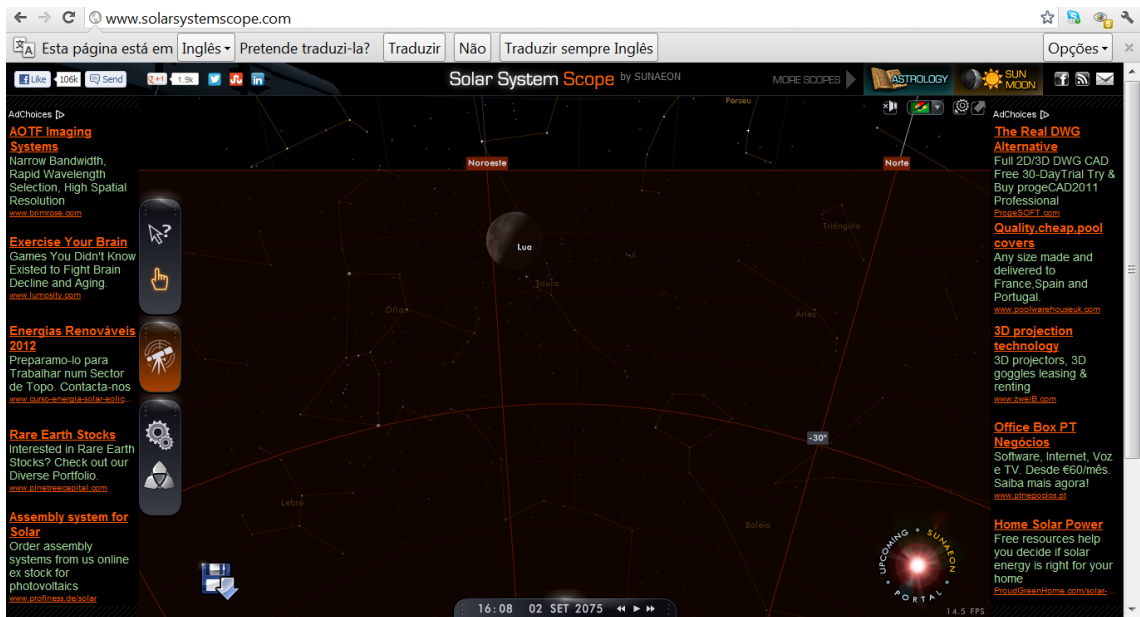 www.solarsystemscope.com
Esta página está em Inglês Pretende traduzi-la? Traduzir Não Traduzir sempre Inglês Opções
Like 106k Send +1 1.9k in Solar System Scope by SUNAEON MORE SCOPES ASTROLOGY SUN MOON
AdChoices
AOTF Imaging
Systems
Narrow Bandwidth,
Rapid Wavelength
Selection, High Spatial
Resolution
www.brimrose.com
Exercise Your Brain
Games You Didn't Know
Existed to Fight Brain
Decline and Aging.
www.lumosity.com
Energias Renováveis
2012
Preparamo-lo para
Trabalhar num Sector
de Topo. Contacta-nos
www.curso-energia-solar-eolic...
Rare Earth Stocks
Interested in Rare Earth
Stocks? Check out our
Diverse Portfolio.
www.pinetreecapital.com
Assembly system for
Solar
Order assembly
systems from us online
ex stock for
photovoltaics
www.profiness.de/solar
Perseu
Noroeste
Norte
Triângulo
Lua
Touro
Órion
Aries
-30°
Lebre
Baleia
UPCOMING SUNAEON PORTAL
16:08 02 SET 2075
14.5 FPS
AdChoices
The Real DWG
Alternative
Full 2D/3D DWG CAD
Free 30-DayTrial Try &
Buy progeCAD2011
Professional
ProgeSOFT.com
Quality,cheap,pool
covers
Any size made and
delivered to
France,Spain and
Portugal.
www.poolwarehouseuk.com
3D projection
technology
3D projectors, 3D
goggles leasing &
renting
www.zweiB.com
Office Box PT
Negócios
Software, Internet, Voz
e TV. Desde €60/mês.
Saiba mais agora!
www.ptnegocios.pt
Home Solar Power
Free resources help
you decide if solar
energy is right for your
home
ProudGreenHome.com/solar-...